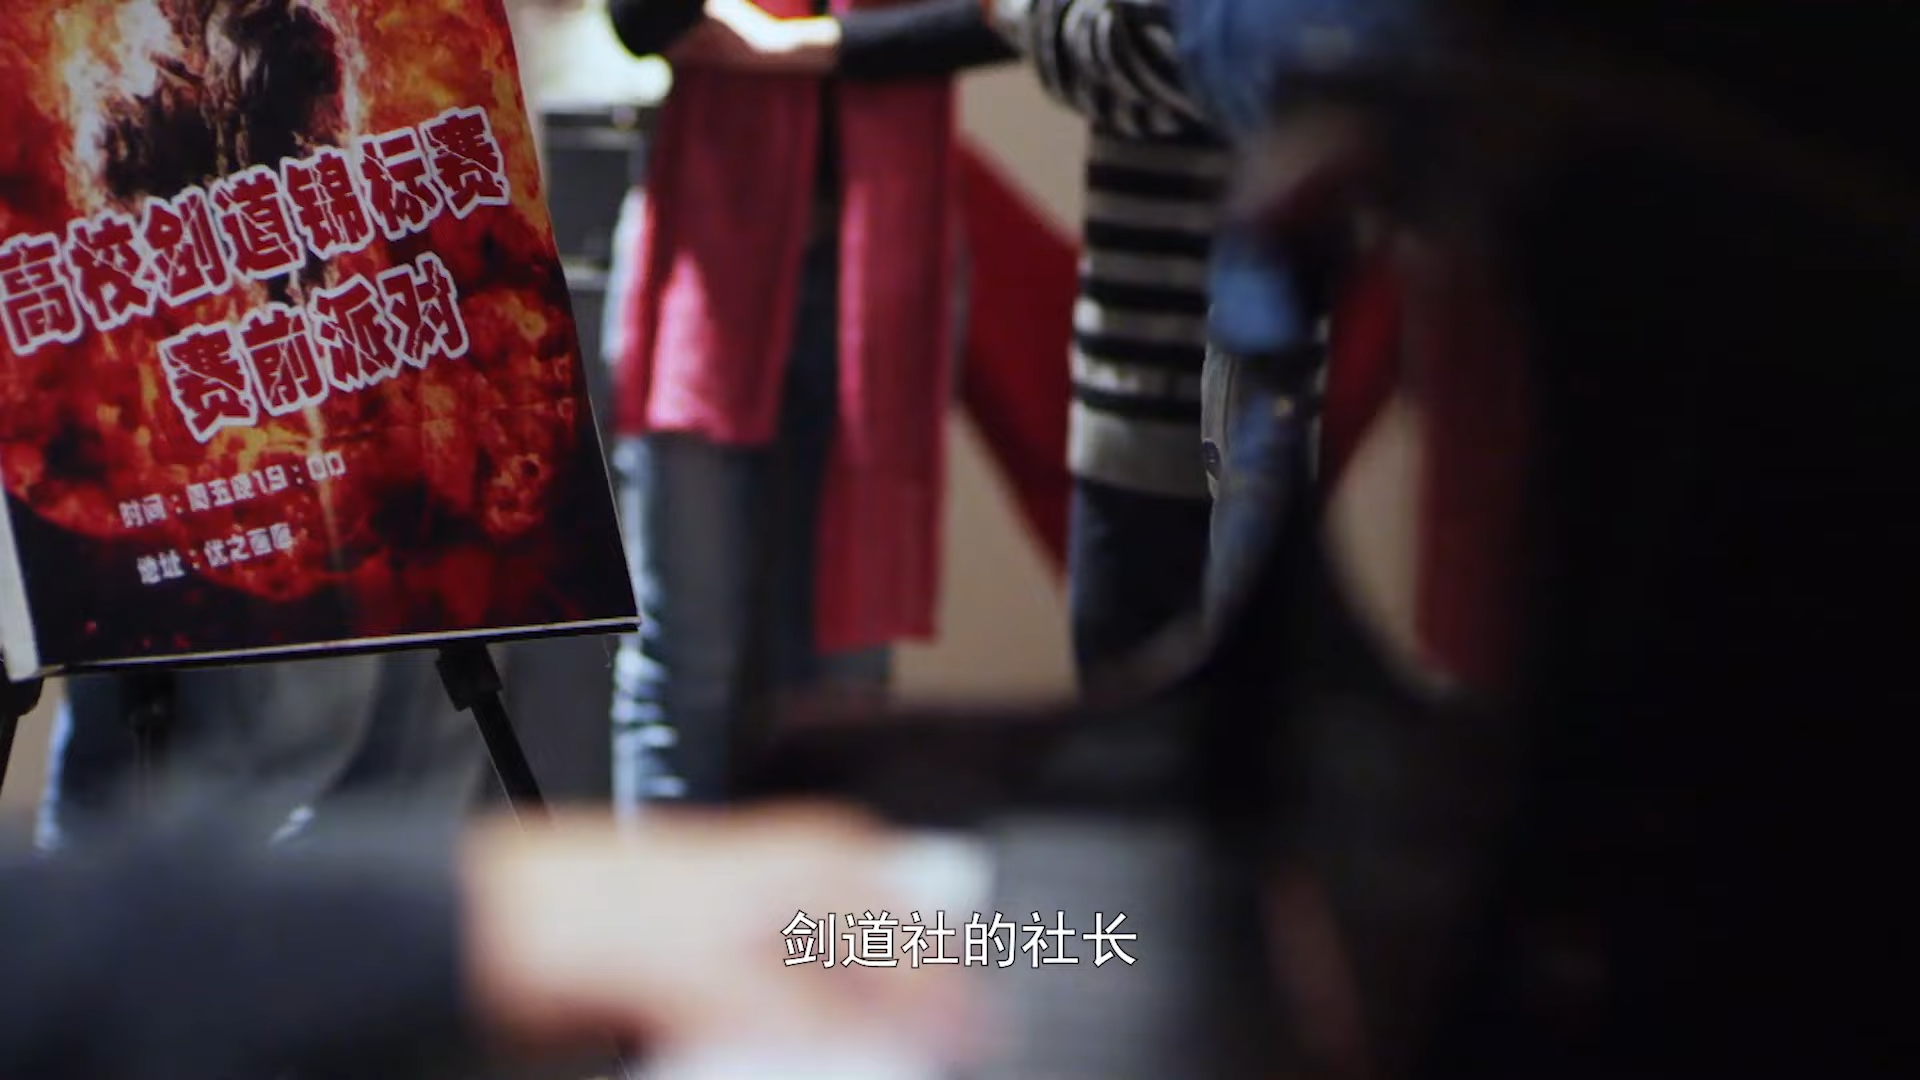 高校剑道锦标赛
赛前派对
时间：周五晚19：00
地址：优之画廊
剑道社的社长